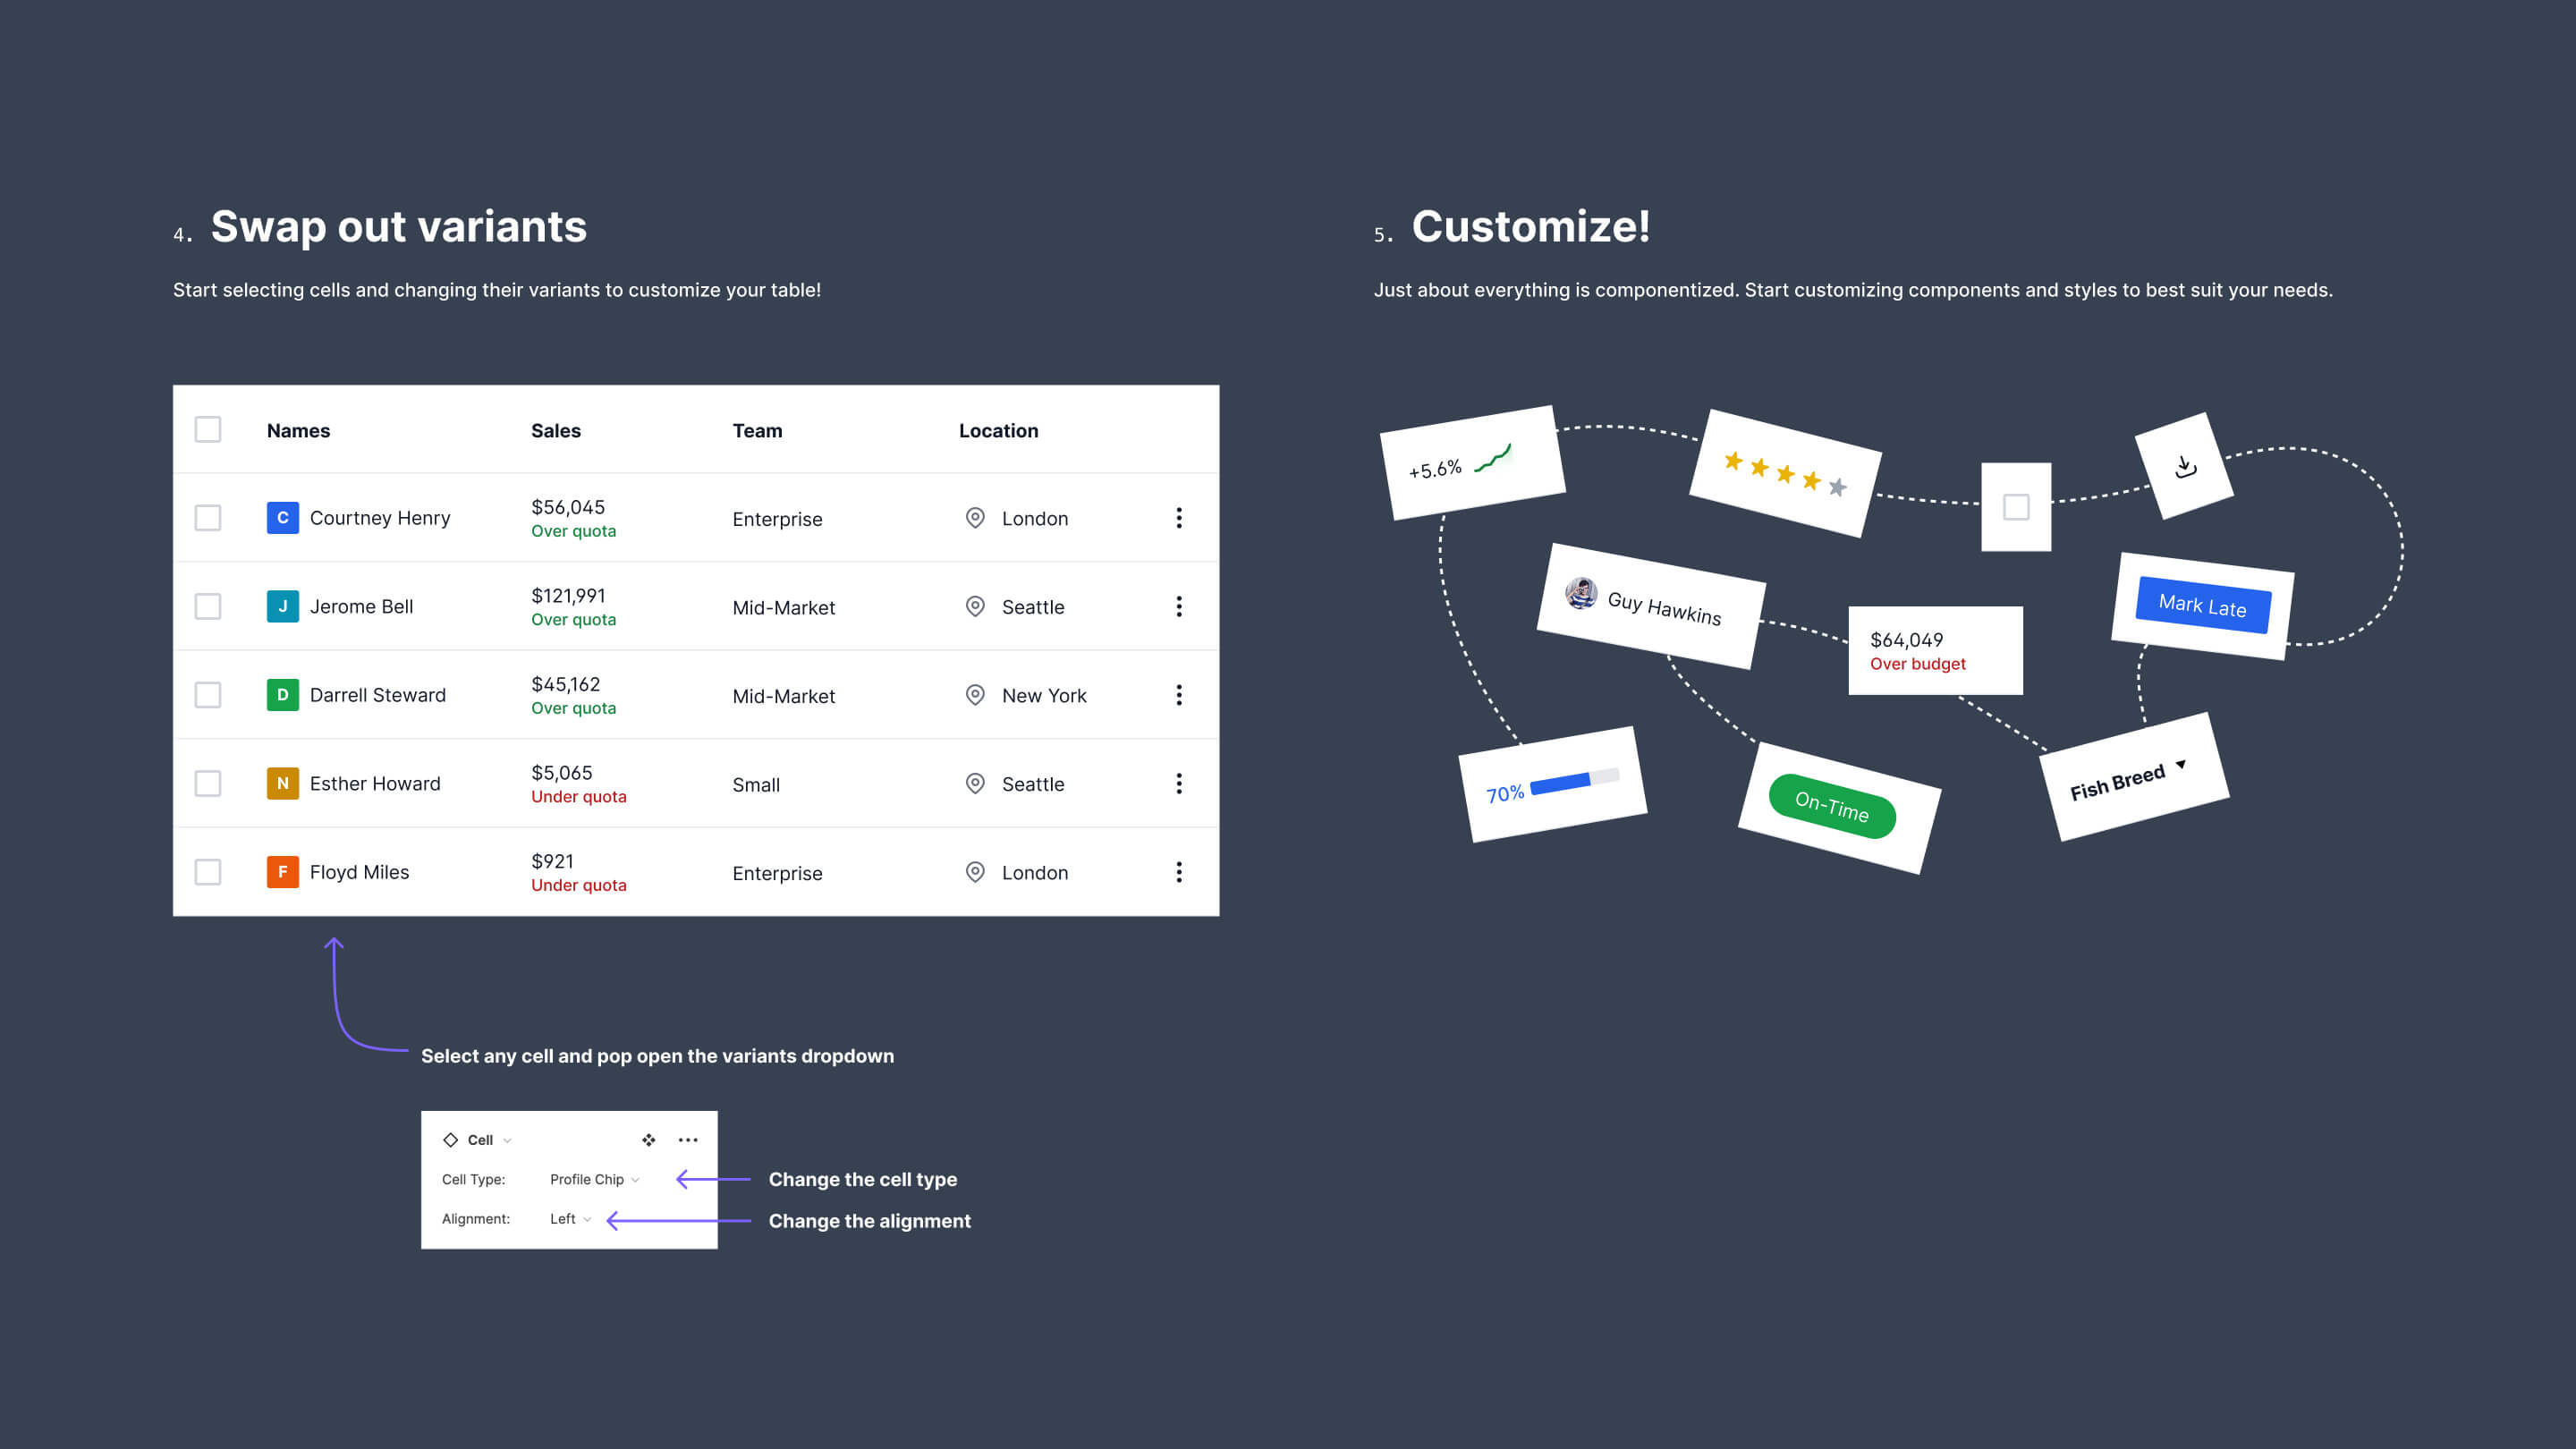 4. Swap out variants
Start selecting cells and changing their variants to customize your table!
Names Sales Team Location
C Courtney Henry $56,045 Over quota Enterprise London
J Jerome Bell $121,991 Over quota Mid-Market Seattle
D Darrell Steward $45,162 Over quota Mid-Market New York
N Esther Howard $5,065 Under quota Small Seattle
F Floyd Miles $921 Under quota Enterprise London
Select any cell and pop open the variants dropdown
Cell
Cell Type: Profile Chip
Change the cell type
Alignment: Left
Change the alignment
5. Customize!
Just about everything is componentized. Start customizing components and styles to best suit your needs.
+5.6%
Guy Hawkins
$64,049
Over budget
Mark Late
70%
On-Time
Fish Breed